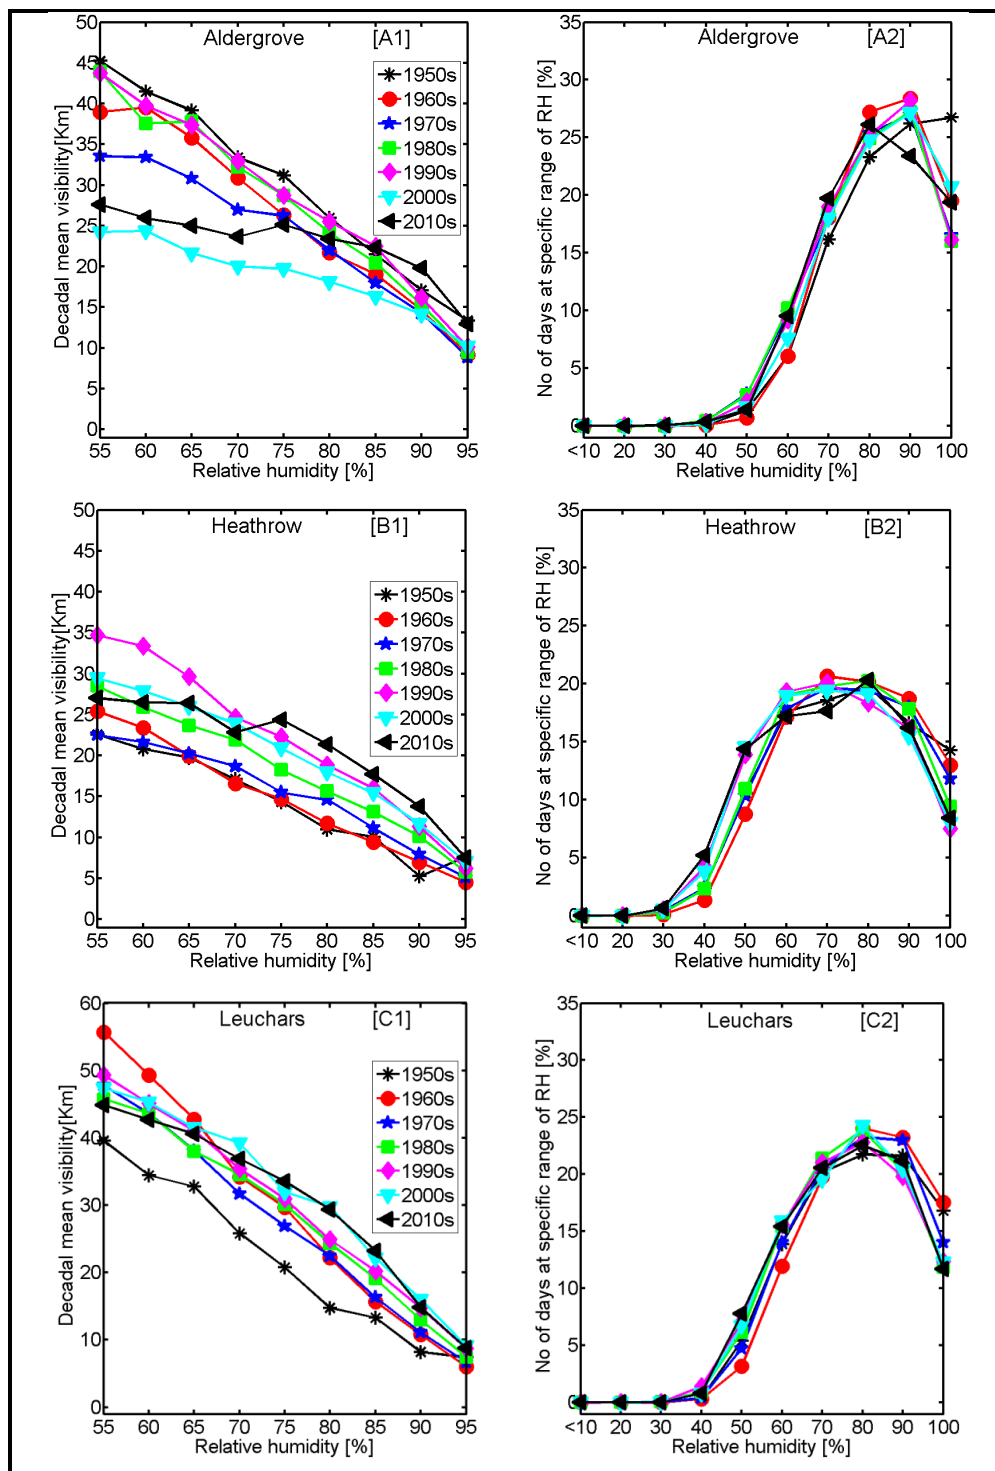 Aldergrove [A1]
50
45
40
35
30
25
20
15
10
5
0
Decadal mean visibility[Km]
1950s
1960s
1970s
1980s
1990s
2000s
2010s
55 60 65 70 75 80 85 90 95
Relative humidity [%]
Aldergrove [A2]
35
30
25
20
15
10
5
0
No of days at specific range of RH [%]
<10 20 30 40 50 60 70 80 90 100
Relative humidity [%]
Heathrow [B1]
50
45
40
35
30
25
20
15
10
5
0
Decadal mean visibility[Km]
1950s
1960s
1970s
1980s
1990s
2000s
2010s
55 60 65 70 75 80 85 90 95
Relative humidity [%]
Heathrow [B2]
35
30
25
20
15
10
5
0
No of days at specific range of RH [%]
<10 20 30 40 50 60 70 80 90 100
Relative humidity [%]
Leuchars [C1]
60
50
40
30
20
10
0
Decadal mean visibility[Km]
1950s
1960s
1970s
1980s
1990s
2000s
2010s
55 60 65 70 75 80 85 90 95
Relative humidity [%]
Leuchars [C2]
35
30
25
20
15
10
5
0
No of days at specific range of RH [%]
<10 20 30 40 50 60 70 80 90 100
Relative humidity [%]